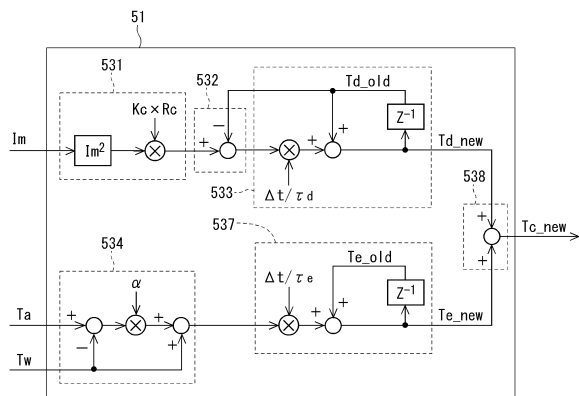 51
531
532
Td_old
Kc×Rc
−
+
Z⁻¹
Im
Im²
+
+
Td_new
533
Δt/τd
538
537
+
Tc_new
+
534
Δt/τe
Te_old
α
+
Z⁻¹
Ta
+
+
+
Te_new
−
+
Tw